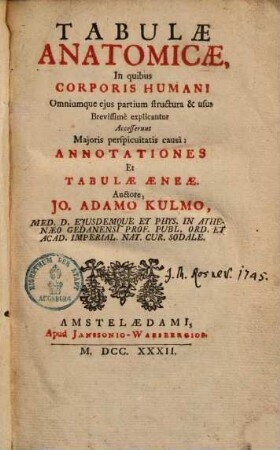 TABULÆ
ANATOMICÆ,
In quibus
CORPORIS HUMANI
Omniumque ejus partium structura & usus
Brevissimè explicantur
Accesserunt
Majoris perspicuitatis causâ:
ANNOTATIONES
Et
TABULÆ ÆNEÆ.
Auctore,
JO. ADAMO KULMO,
MED. D. EJUSDEMQUE ET PHYS. IN ATHE-
NÆO GEDANENSI PROF. PUBL. ORD. ET
ACAD. IMPERIAL. NAT. CUR. SODALE.
1745.
AMSTELÆDAMI,
Apud JANSSONIO-WAESBERGIOS.
M. DCC. XXXII.